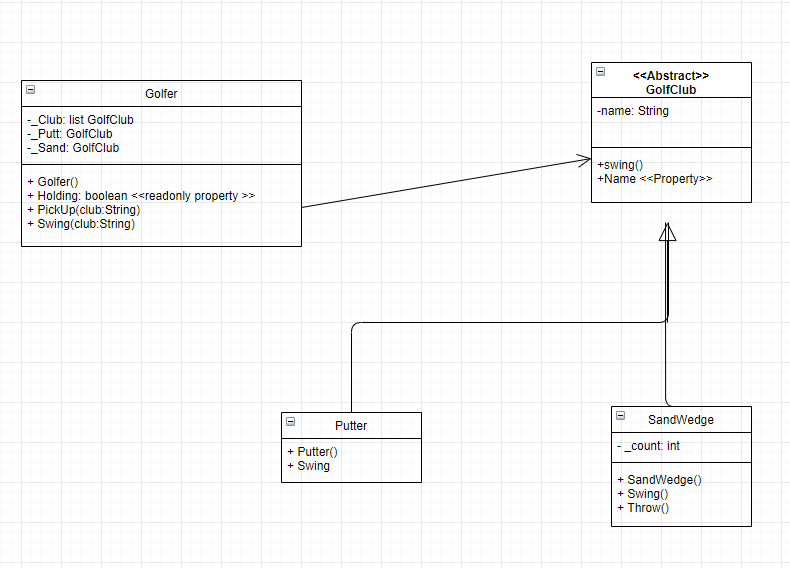 Golfer
-_Club: list GolfClub
-_Putt: GolfClub
-_Sand: GolfClub
+ Golfer()
+ Holding: boolean <<readonly property >>
+ PickUp(club:String)
+ Swing(club:String)
<<Abstract>>
GolfClub
-name: String
+swing()
+Name <<Property>>
Putter
+ Putter()
+ Swing
SandWedge
- _count: int
+ SandWedge()
+ Swing()
+ Throw()